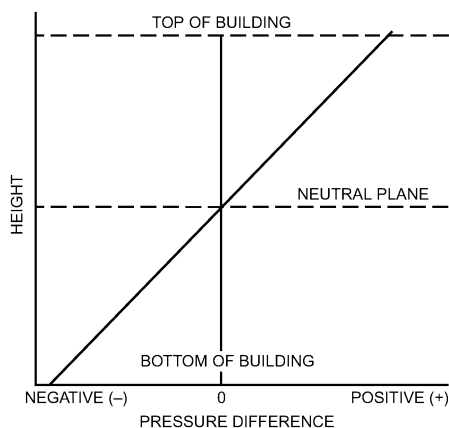 TOP OF BUILDING
HEIGHT
NEUTRAL PLANE
BOTTOM OF BUILDING
NEGATIVE (–) 0 POSITIVE (+)
PRESSURE DIFFERENCE